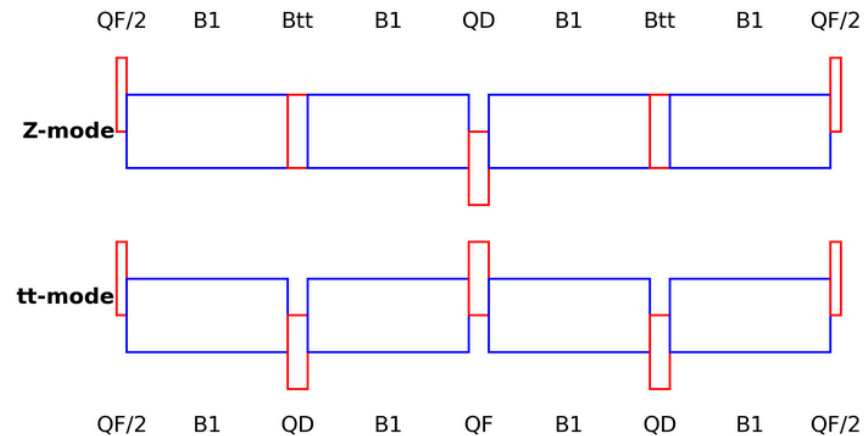 QF/2 B1 Btt B1 QD B1 Btt B1 QF/2
Z-mode
tt-mode
QF/2 B1 QD B1 QF B1 QD B1 QF/2